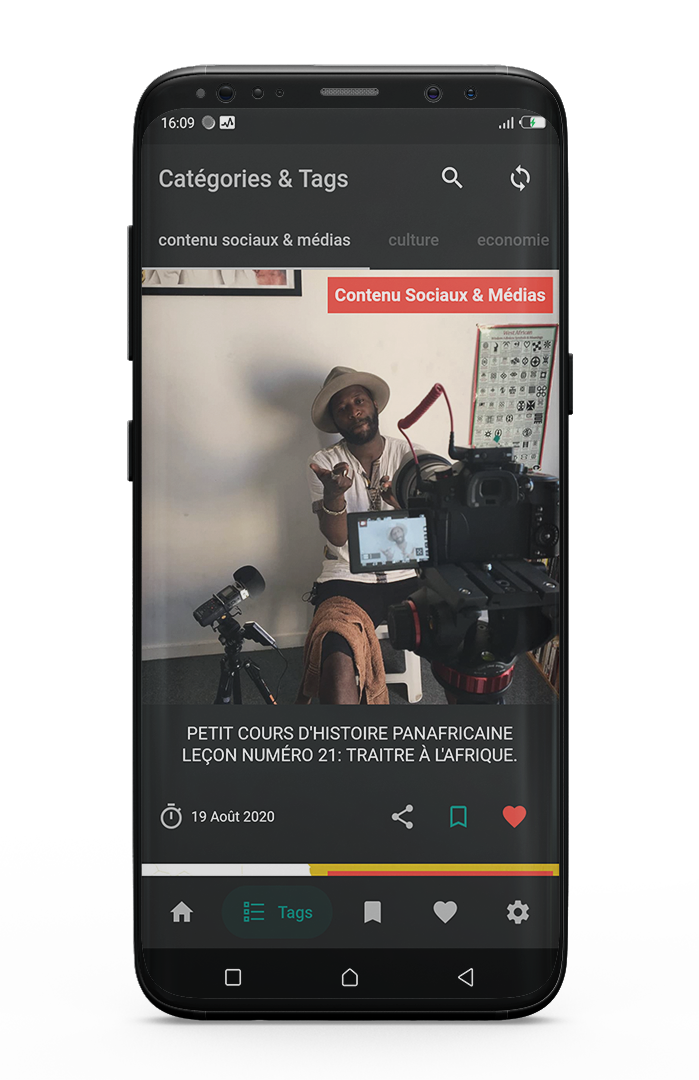 16:09
Catégories & Tags
contenu sociaux & médias culture economie
Contenu Sociaux & Médias
PETIT COURS D'HISTOIRE PANAFRICAINE
LEÇON NUMÉRO 21: TRAITRE À L'AFRIQUE.
19 Août 2020
Tags